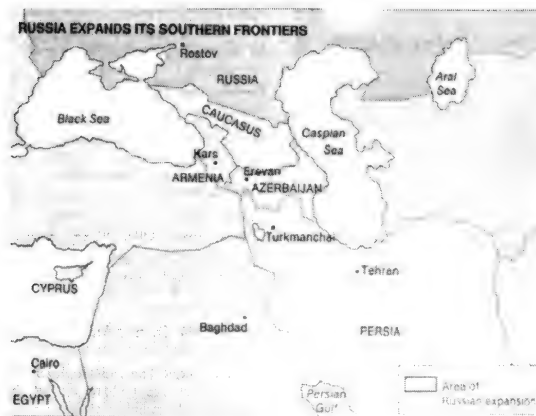 RUSSIA EXPANDS ITS SOUTHERN FRONTIERS
Rostov
RUSSIA
Aral
Sea
Black Sea
CAUCASUS
Caspian
Sea
Kars
Erevan
ARMENIA
AZERBAIJAN
Turkmanchai
Tehran
CYPRUS
Baghdad
PERSIA
Cairo
EGYPT
Persian
Gulf
Area of
Russian expansion